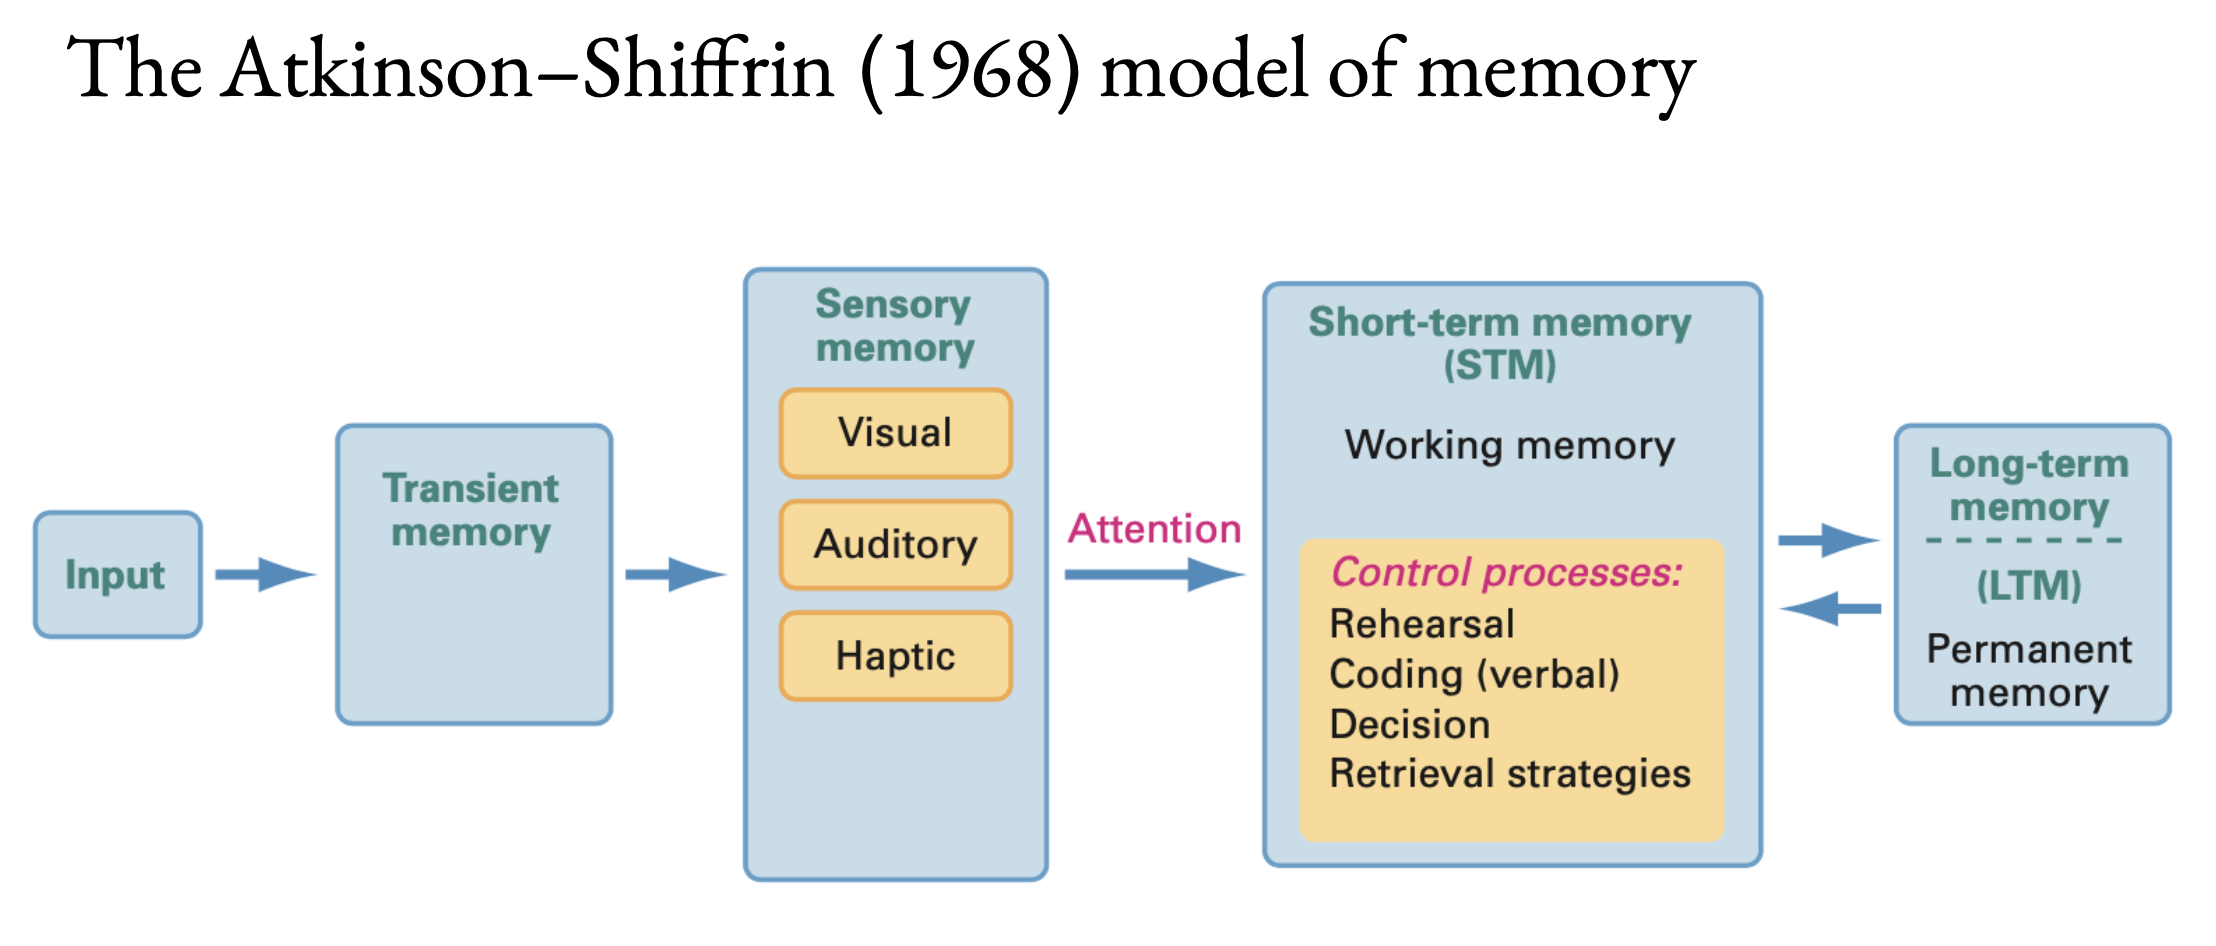 The Atkinson–Shiffrin (1968) model of memory
Input
Transient
memory
Sensory
memory
Visual
Auditory
Haptic
Attention
Short-term memory
(STM)
Working memory
Control processes:
Rehearsal
Coding (verbal)
Decision
Retrieval strategies
Long-term
memory
(LTM)
Permanent
memory